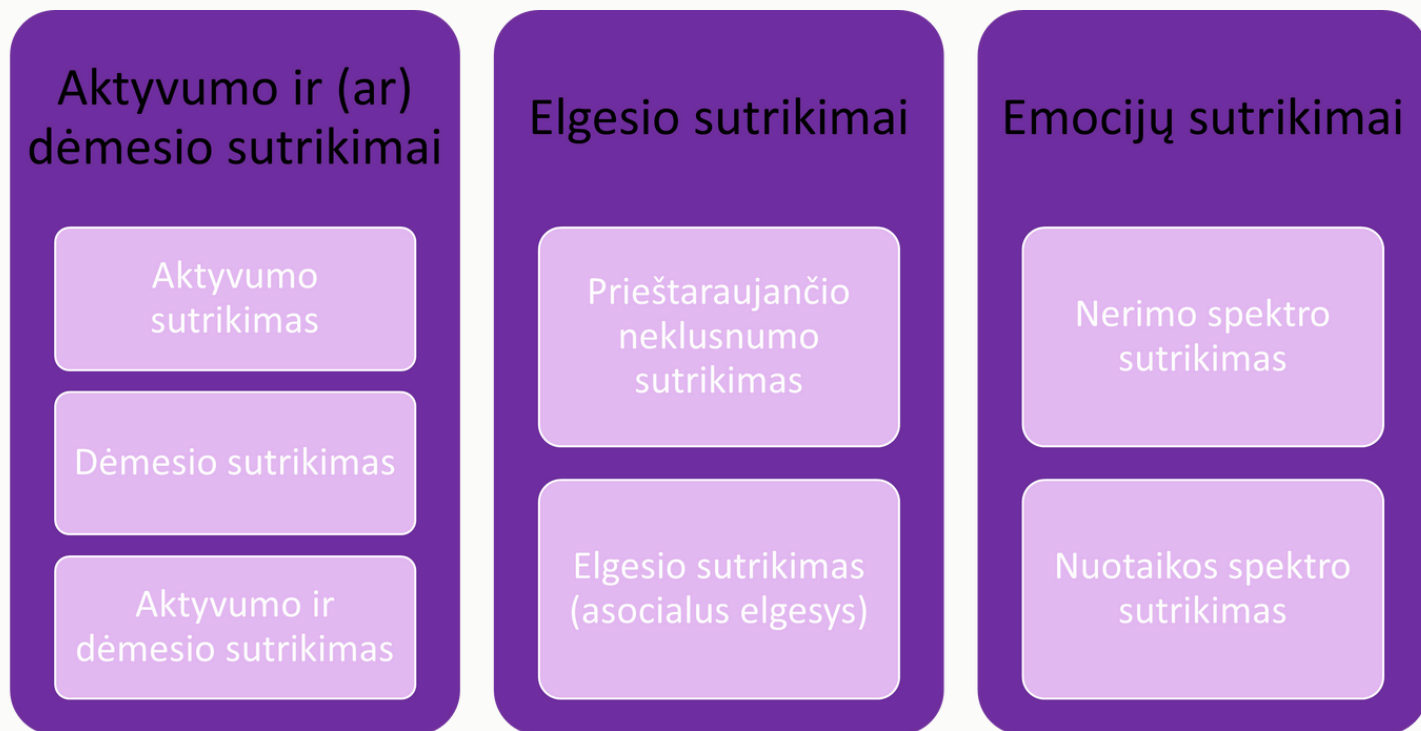 Aktyvumo ir (ar)
dėmesio sutrikimai
Aktyvumo
sutrikimas
Dėmesio sutrikimas
Aktyvumo ir
dėmesio sutrikimas
Elgesio sutrikimai
Prieštaraujančio
neklusnumo
sutrikimas
Elgesio sutrikimas
(asocialus elgesys)
Emocijų sutrikimai
Nerimo spektro
sutrikimas
Nuotaikos spektro
sutrikimas